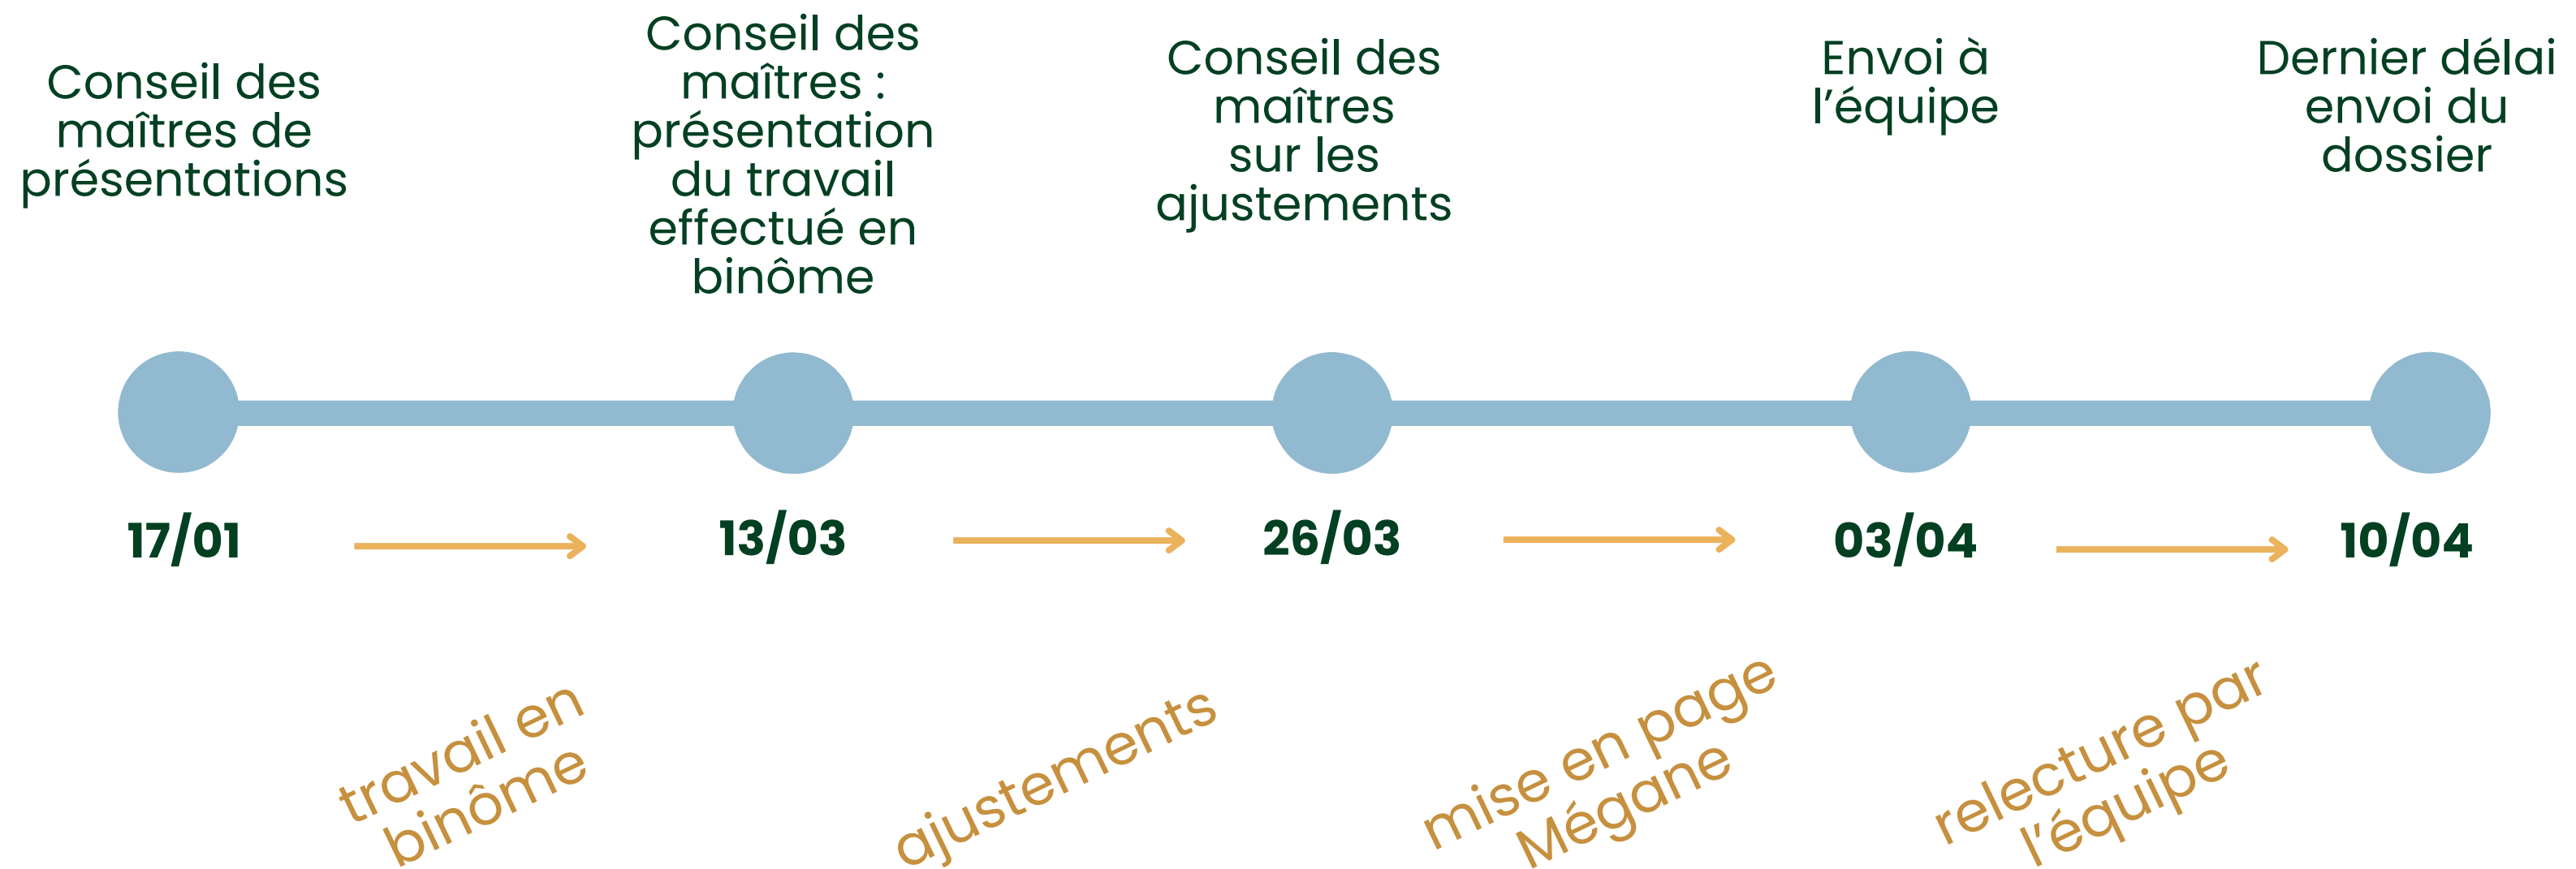 Conseil des
maîtres de
présentations
Conseil des
maîtres :
présentation
du travail
effectué en
binôme
Conseil des
maîtres
sur les
ajustements
Envoi à
l’équipe
Dernier délai
envoi du
dossier
17/01
13/03
26/03
03/04
10/04
travail en
binôme
ajustements
mise en page
Mégane
relecture par
l’équipe